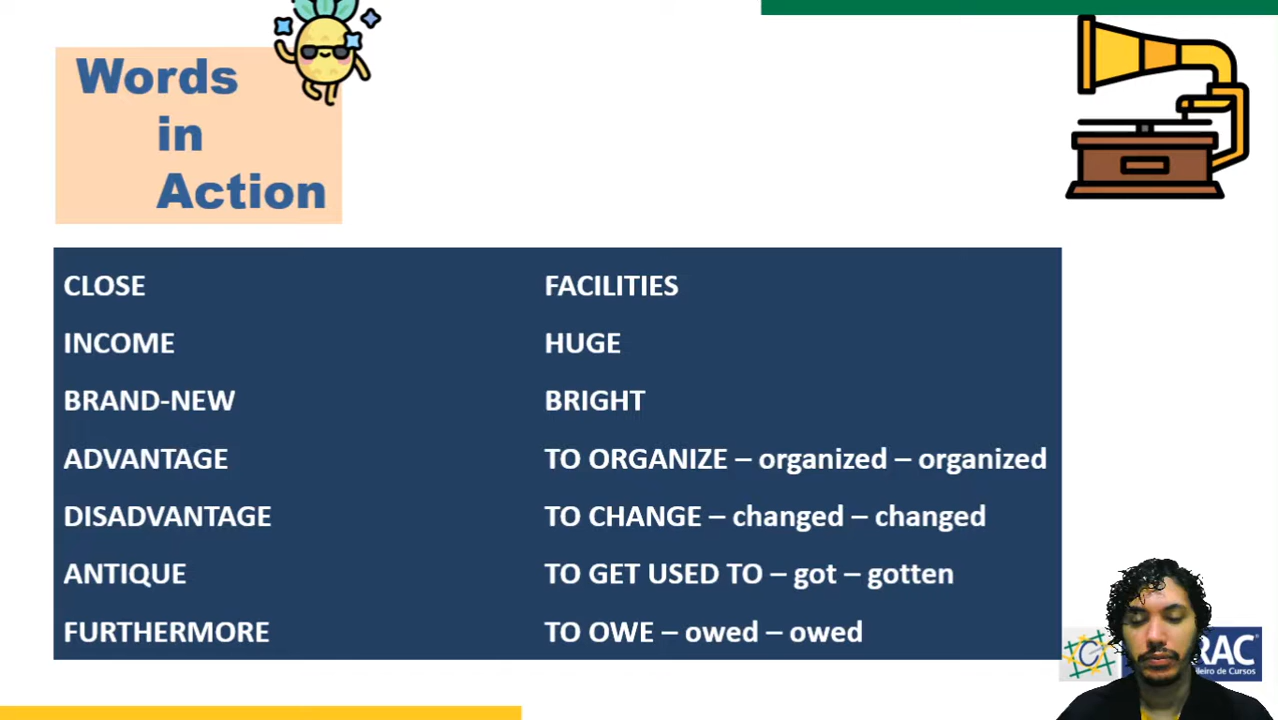 Words
in
Action
CLOSE
INCOME
BRAND-NEW
ADVANTAGE
DISADVANTAGE
ANTIQUE
FURTHERMORE
FACILITIES
HUGE
BRIGHT
TO ORGANIZE – organized – organized
TO CHANGE – changed – changed
TO GET USED TO – got – gotten
TO OWE – owed – owed